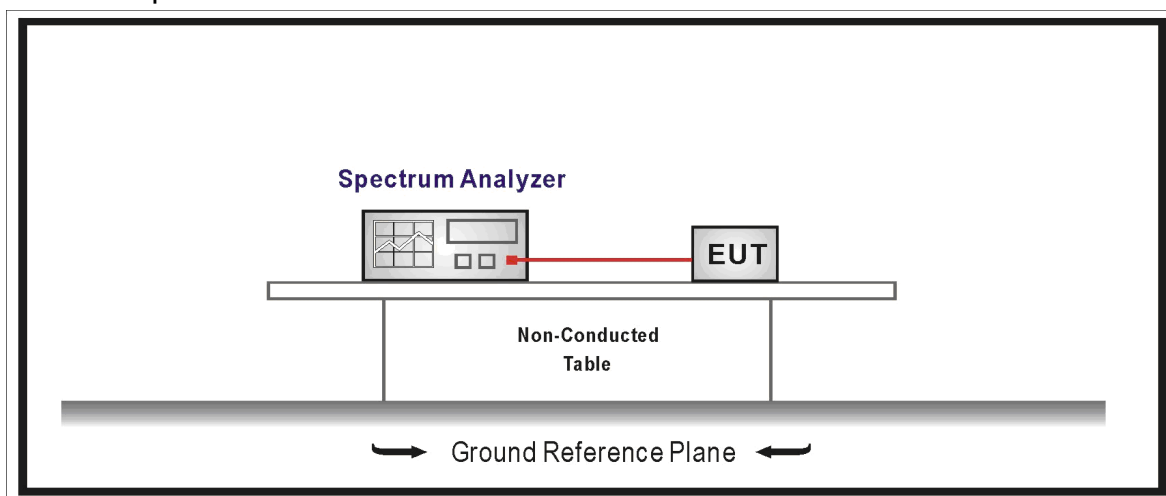 Spectrum Analyzer
EUT
Non-Conducted
Table
Ground Reference Plane